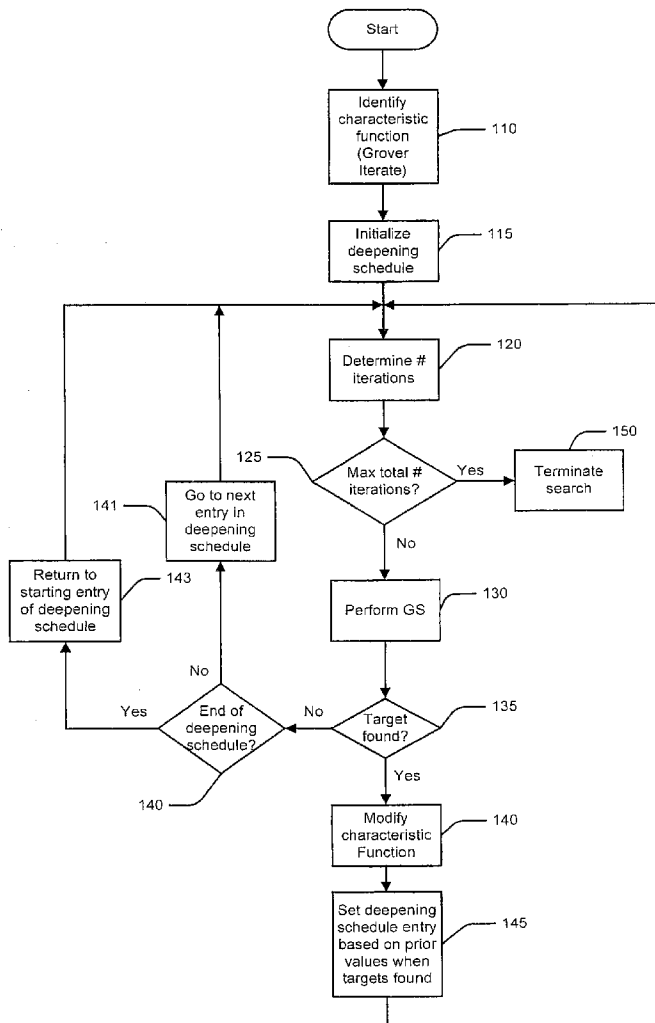 Start
Identify
characteristic
function
(Grover
Iterate)
110
Initialize
deepening
schedule
115
Determine #
iterations
120
125
Max total #
iterations?
Yes
150
Terminate
search
No
141
Go to next
entry in
deepening
schedule
Return to
starting entry
of deepening
schedule
143
Perform GS
130
No
Yes
End of
deepening
schedule?
140
No
Target
found?
135
Yes
Modify
characteristic
Function
140
Set deepening
schedule entry
based on prior
values when
targets found
145